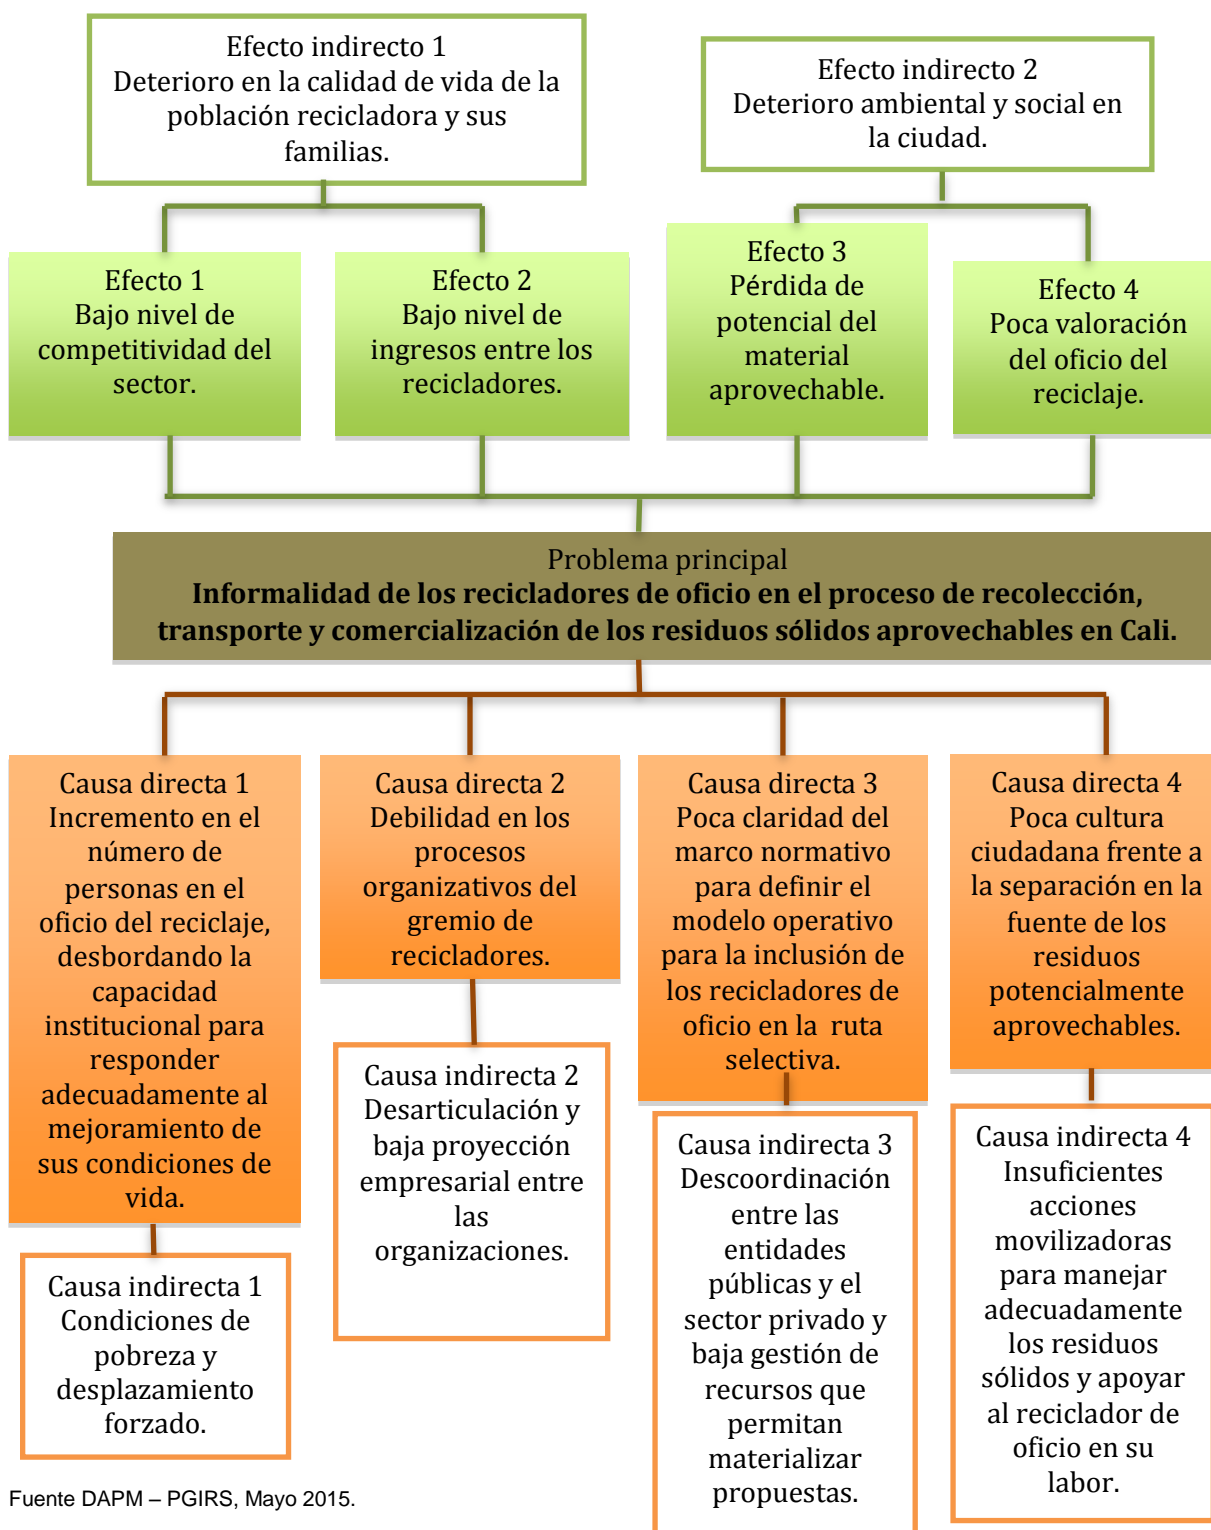 Efecto indirecto 1
Deterioro en la calidad de vida de la
población recicladora y sus
familias.
Efecto indirecto 2
Deterioro ambiental y social en
la ciudad.
Efecto 1
Bajo nivel de
competitividad del
sector.
Efecto 2
Bajo nivel de
ingresos entre los
recicladores.
Efecto 3
Pérdida de
potencial del
material
aprovechable.
Efecto 4
Poca valoración
del oficio del
reciclaje.
Problema principal
Informalidad de los recicladores de oficio en el proceso de recolección,
transporte y comercialización de los residuos sólidos aprovechables en Cali.
Causa directa 1
Incremento en el
número de
personas en el
oficio del reciclaje,
desbordando la
capacidad
institucional para
responder
adecuadamente al
mejoramiento de
sus condiciones de
vida.
Causa directa 2
Debilidad en los
procesos
organizativos del
gremio de
recicladores.
Causa directa 3
Poca claridad del
marco normativo
para definir el
modelo operativo
para la inclusión de
los recicladores de
oficio en la ruta
selectiva.
Causa directa 4
Poca cultura
ciudadana frente a
la separación en la
fuente de los
residuos
potencialmente
aprovechables.
Causa indirecta 1
Condiciones de
pobreza y
desplazamiento
forzado.
Causa indirecta 2
Desarticulación y
baja proyección
empresarial entre
las
organizaciones.
Causa indirecta 3
Descoordinación
entre las
entidades
públicas y el
sector privado y
baja gestión de
recursos que
permitan
materializar
propuestas.
Causa indirecta 4
Insuficientes
acciones
movilizadoras
para manejar
adecuadamente
los residuos
sólidos y apoyar
al reciclador de
oficio en su
labor.
Fuente DAPM – PGIRS, Mayo 2015.